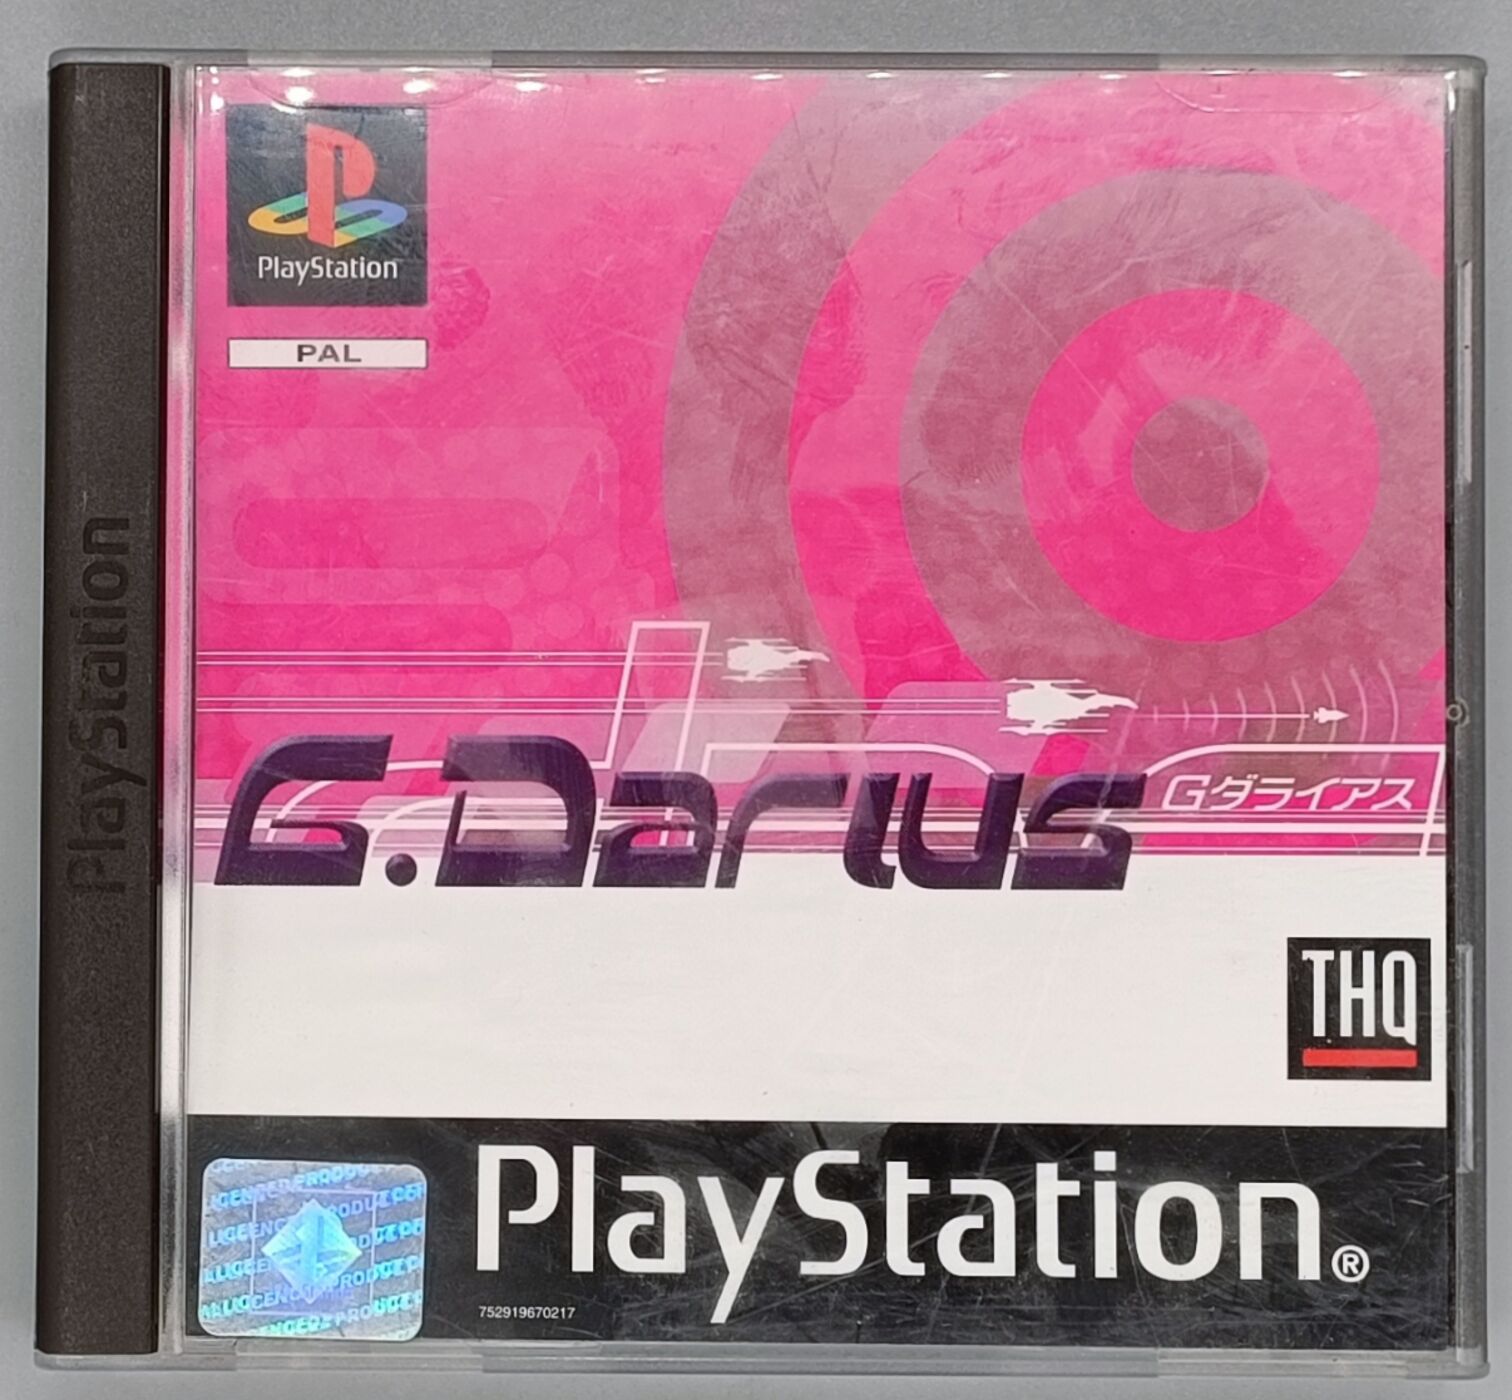 PlayStation
PlayStation
PAL
G.Darius
Gダライアス
THQ
PlayStation®
752919670217